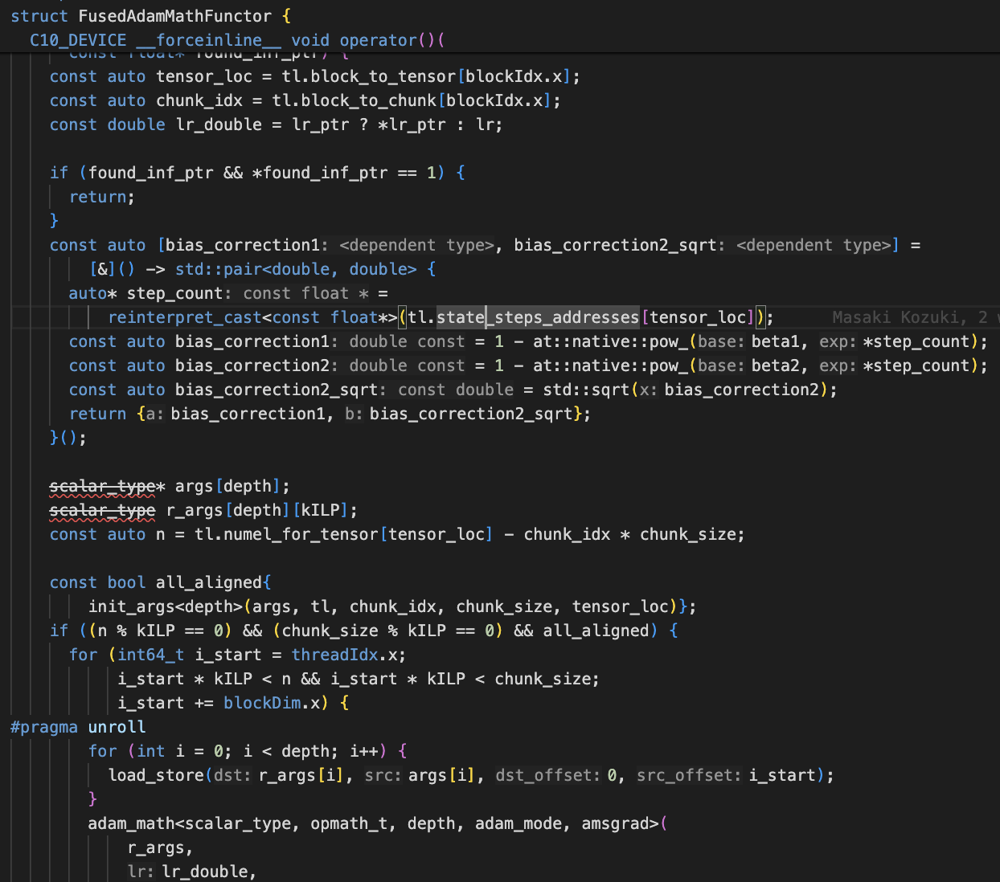 struct FusedAdamMathFunctor {
C10_DEVICE __forceinline__ void operator()(
const float* found_inf_ptr) {
const auto tensor_loc = tl.block_to_tensor[blockIdx.x];
const auto chunk_idx = tl.block_to_chunk[blockIdx.x];
const double lr_double = lr_ptr ? *lr_ptr : lr;
if (found_inf_ptr && *found_inf_ptr == 1) {
return;
}
const auto [bias_correction1: <dependent type>, bias_correction2_sqrt: <dependent type>] =
[&]() -> std::pair<double, double> {
auto* step_count: const float * =
reinterpret_cast<const float*>(tl.state_steps_addresses[tensor_loc]); Masaki Kozuki, 2
const auto bias_correction1: double const = 1 - at::native::pow_(base: beta1, exp: *step_count);
const auto bias_correction2: double const = 1 - at::native::pow_(base: beta2, exp: *step_count);
const auto bias_correction2_sqrt: const double = std::sqrt(x: bias_correction2);
return {a: bias_correction1, b: bias_correction2_sqrt};
}();
scalar_type* args[depth];
scalar_type r_args[depth][kILP];
const auto n = tl.numel_for_tensor[tensor_loc] - chunk_idx * chunk_size;
const bool all_aligned{
init_args<depth>(args, tl, chunk_idx, chunk_size, tensor_loc)};
if ((n % kILP == 0) && (chunk_size % kILP == 0) && all_aligned) {
for (int64_t i_start = threadIdx.x;
i_start * kILP < n && i_start * kILP < chunk_size;
i_start += blockDim.x) {
#pragma unroll
for (int i = 0; i < depth; i++) {
load_store(dst: r_args[i], src: args[i], dst_offset: 0, src_offset: i_start);
}
adam_math<scalar_type, opmath_t, depth, adam_mode, amsgrad>(
r_args,
lr: lr_double,